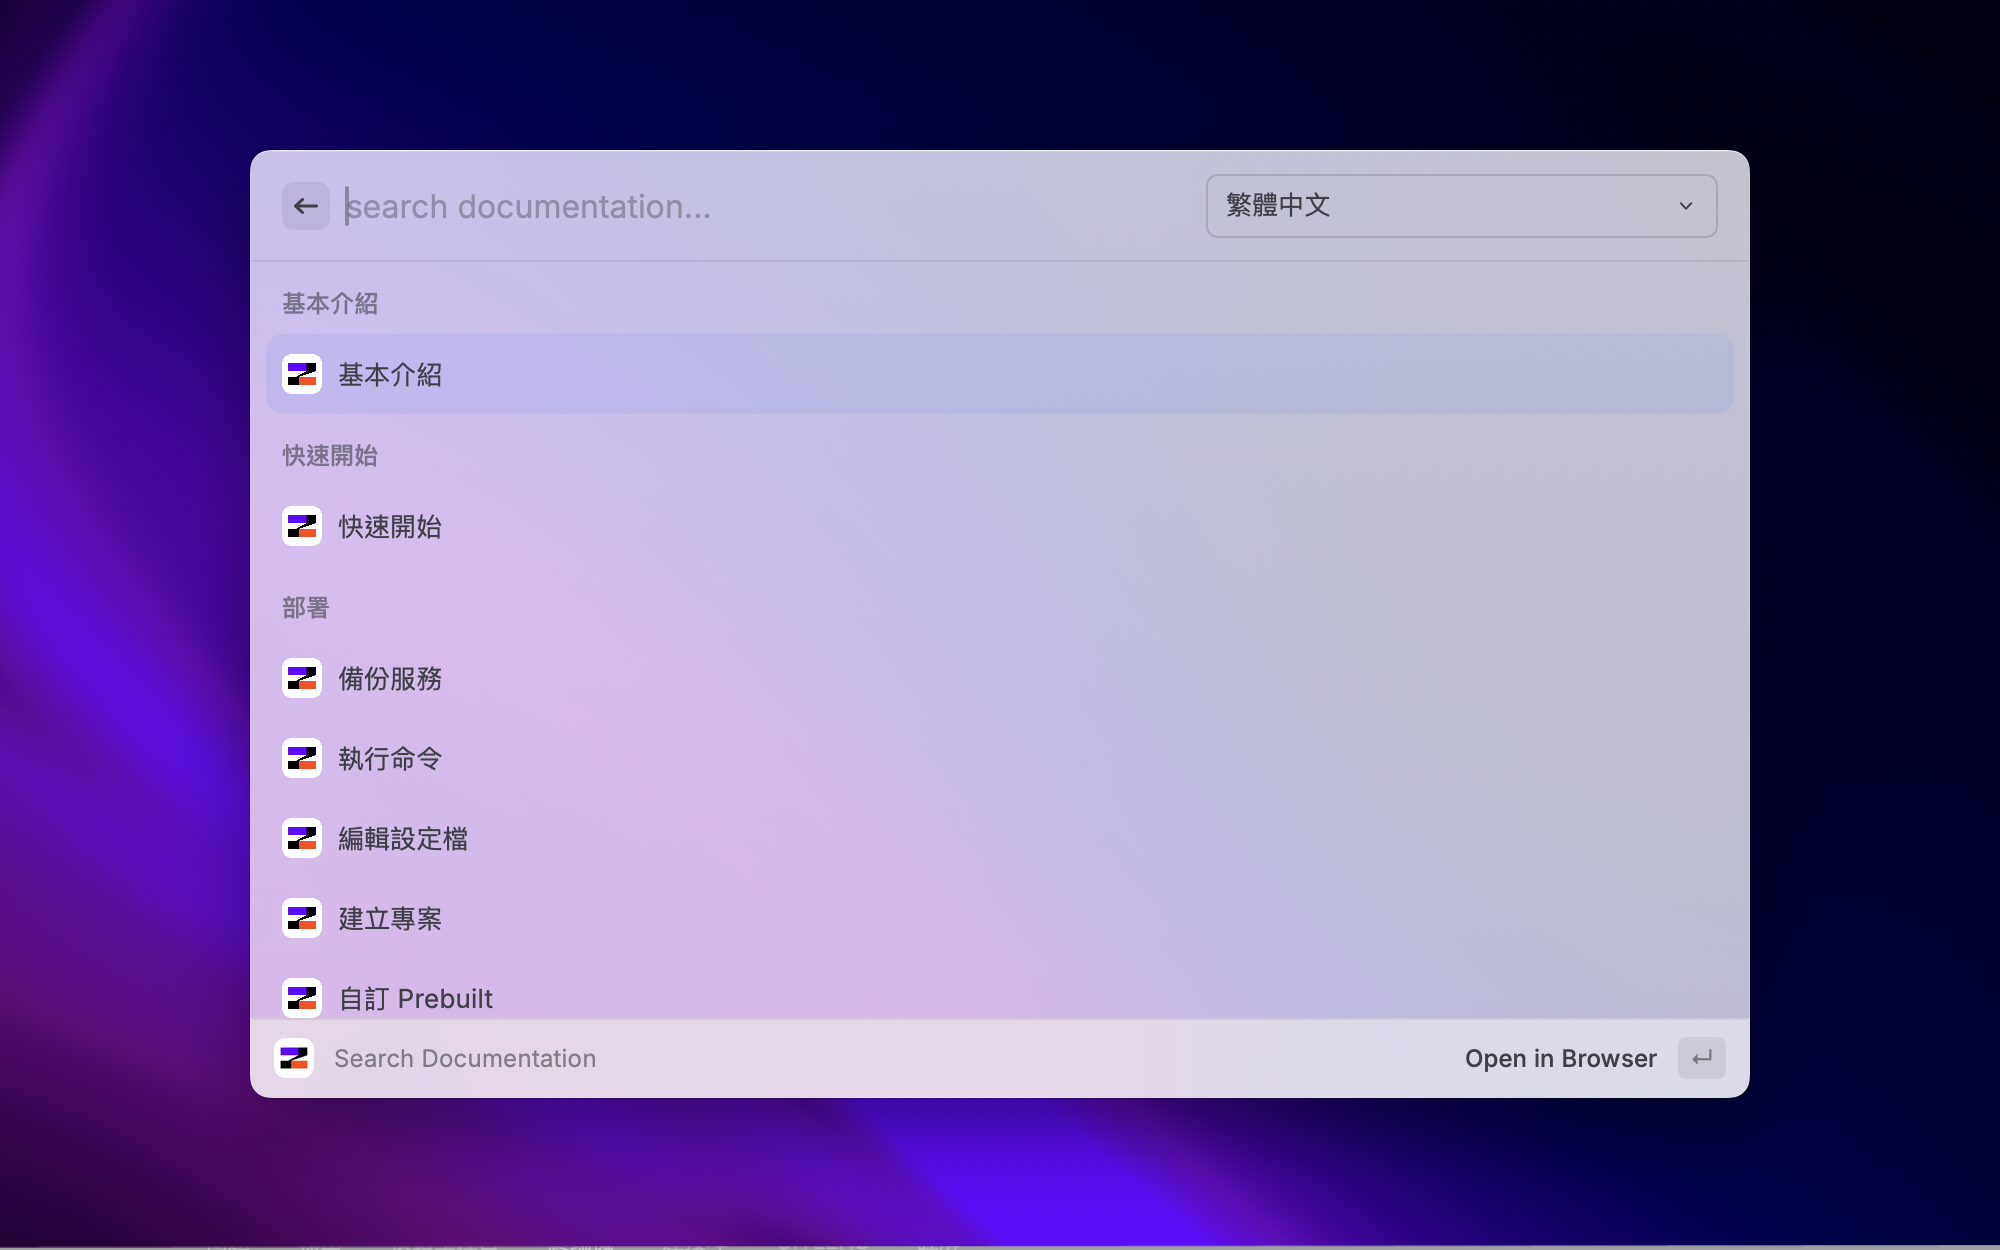 search documentation...
繁體中文
基本介紹
基本介紹
快速開始
快速開始
部署
備份服務
執行命令
編輯設定檔
建立專案
自訂 Prebuilt
Search Documentation
Open in Browser